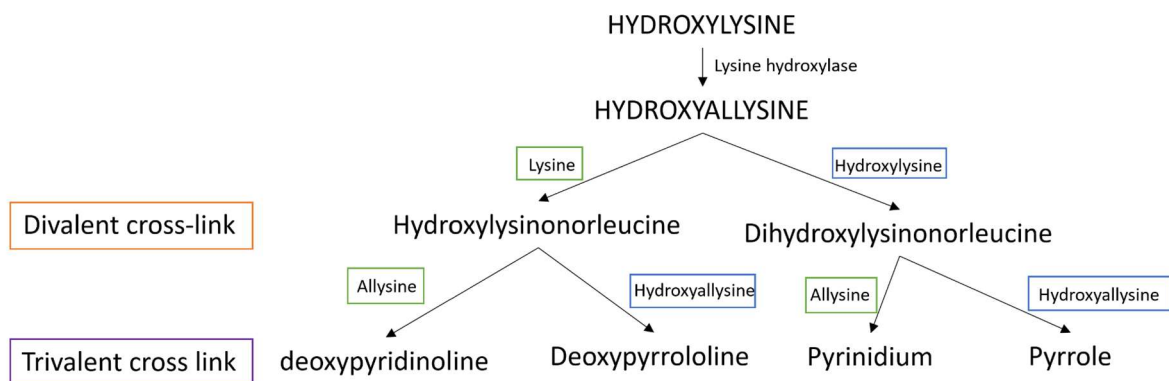 HYDROXYLYSINE
Lysine hydroxylase
HYDROXYALLYSINE
Lysine
Hydroxylysine
Divalent cross-link
Hydroxylysinonorleucine
Dihydroxylysinonorleucine
Allysine
Hydroxyallysine
Allysine
Hydroxyallysine
Trivalent cross link
deoxypyridinoline
Deoxypyrrololine
Pyrinidium
Pyrrole